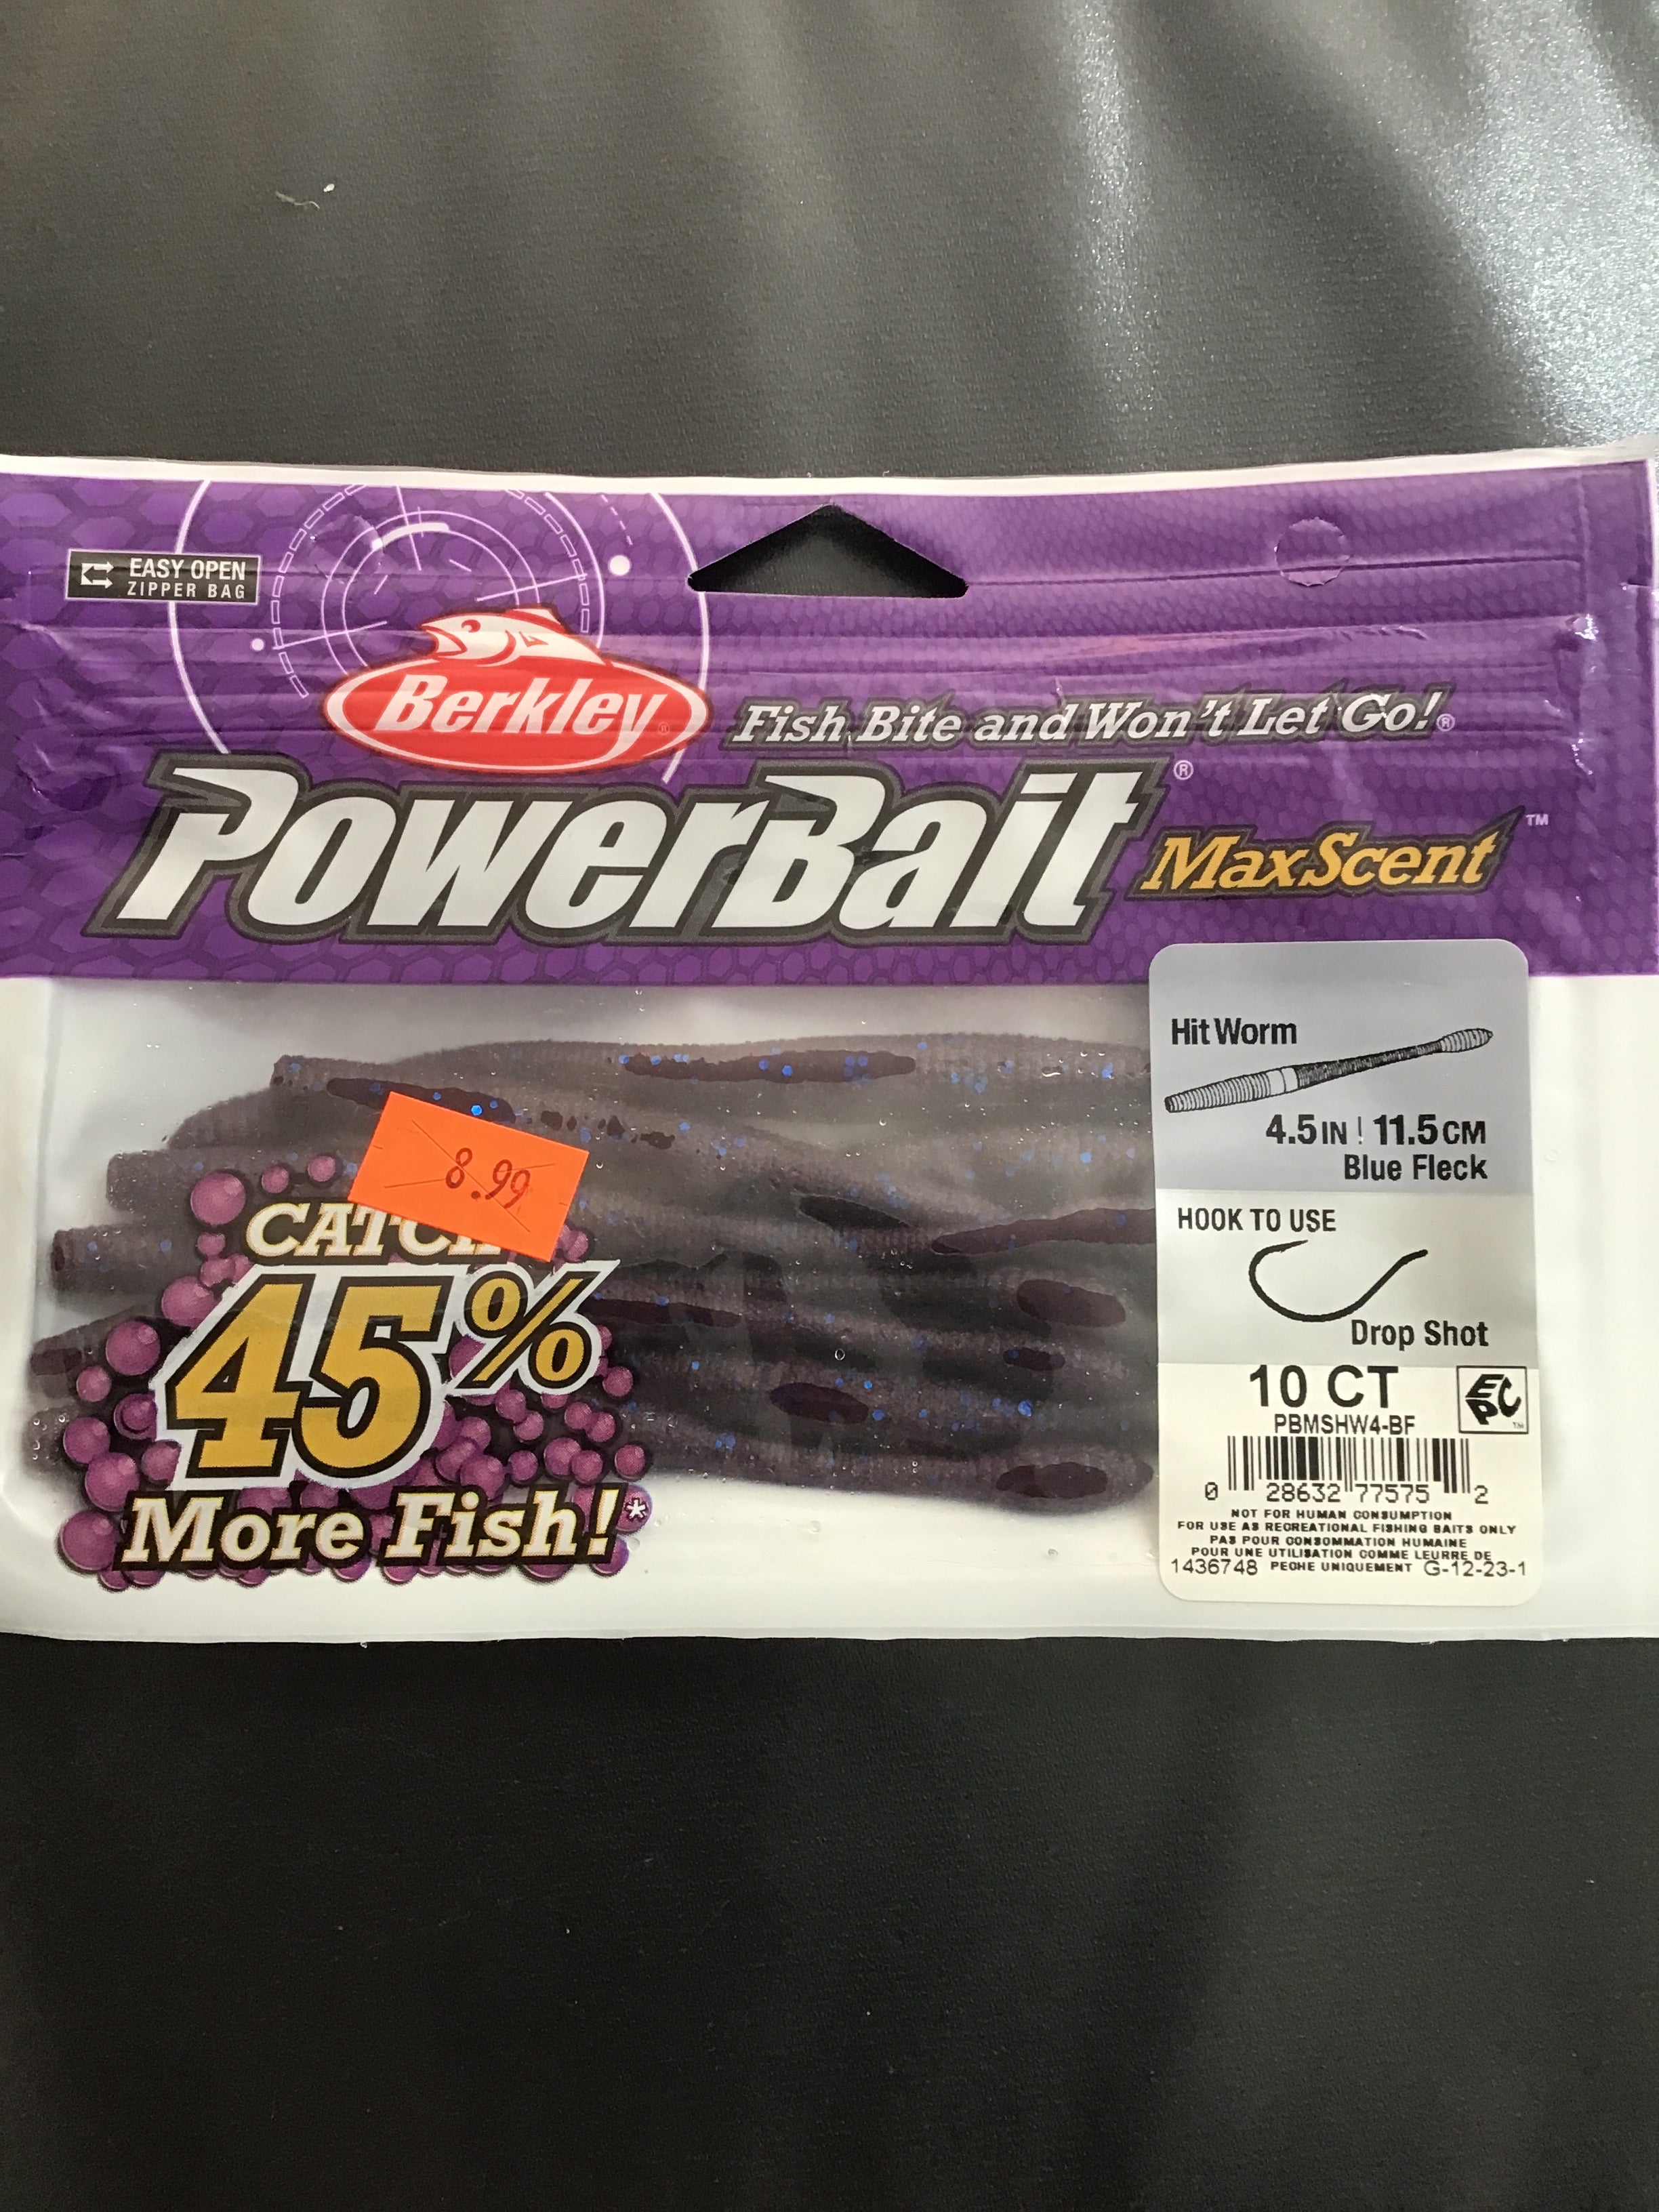 EASY OPEN
ZIPPER BAG
Berkley®
Fish Bite and Won't Let Go!®
PowerBait®
MaxScent™
Hit Worm
4.5IN | 11.5CM
Blue Fleck
HOOK TO USE
Drop Shot
10 CT
EPC™
PBMSHW4-BF
0 28632 77575 2
NOT FOR HUMAN CONSUMPTION
FOR USE AS RECREATIONAL FISHING BAITS ONLY
PAS POUR CONSOMMATION HUMAINE
POUR UNE UTILISATION COMME LEURRE DE
1436748 PECHE UNIQUEMENT G-12-23-1
8.99
45%
More Fish!*